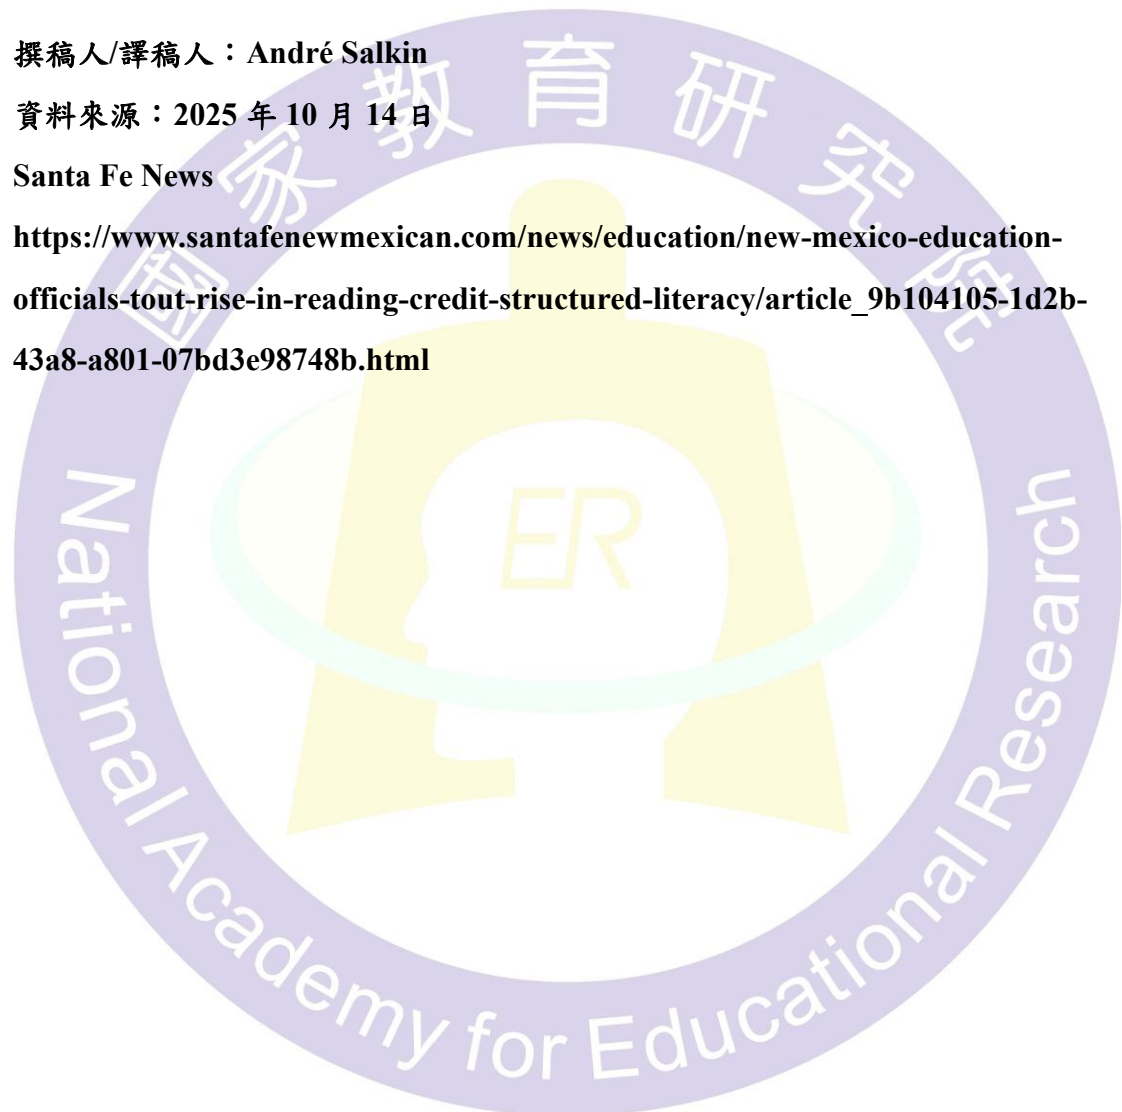 撰稿人/譯稿人：André Salkin
資料來源：2025 年 10 月 14 日
Santa Fe News
https://www.santafenewmexican.com/news/education/new-mexico-education-
officials-tout-rise-in-reading-credit-structured-literacy/article_9b104105-1d2b-
43a8-a801-07bd3e98748b.html
國家教育研究院
ER
National Academy for Educational Research